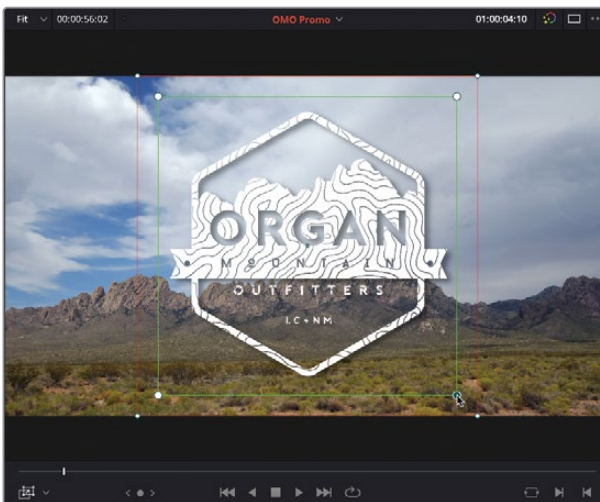 Fit 00:00:56:02 OMO Promo 01:00:04:10
ORGAN
MOUNTAIN
OUTFITTERS
LC+NM